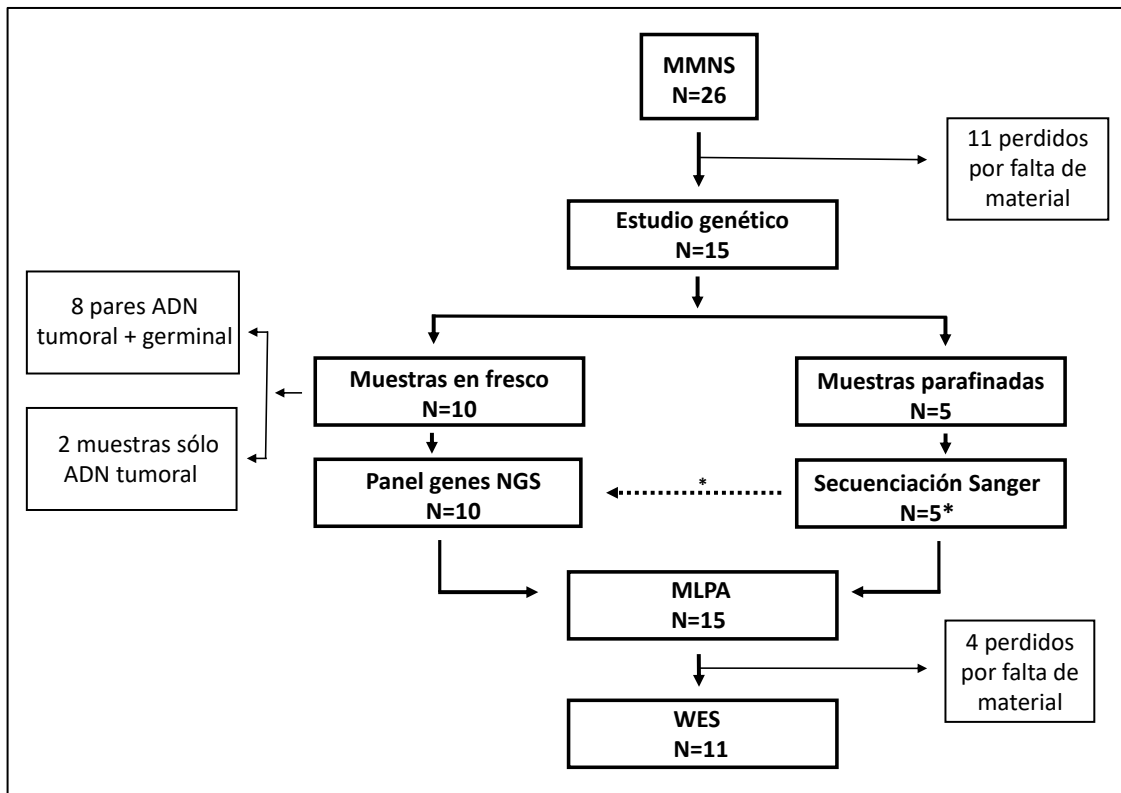 MMNS
N=26
11 perdidos
por falta de
material
Estudio genético
N=15
8 pares ADN
tumoral + germinal
Muestras en fresco
N=10
Muestras parafinadas
N=5
2 muestras sólo
ADN tumoral
Panel genes NGS
N=10
*
Secuenciación Sanger
N=5*
MLPA
N=15
4 perdidos
por falta de
material
WES
N=11